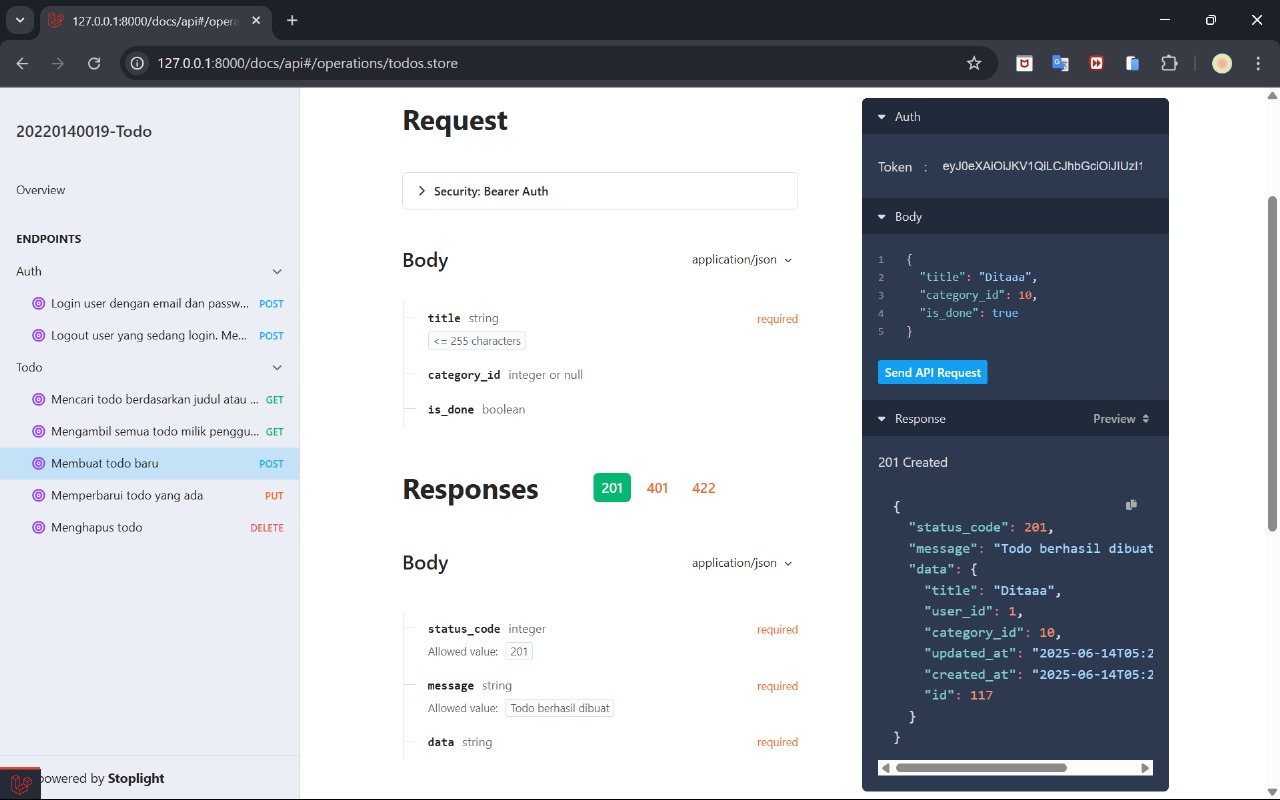 127.0.0.1:8000/docs/api#/opera
127.0.0.1:8000/docs/api#/operations/todos.store
20220140019-Todo
Overview
ENDPOINTS
Auth
Login user dengan email dan passw... POST
Logout user yang sedang login. Me... POST
Todo
Mencari todo berdasarkan judul atau ... GET
Mengambil semua todo milik penggu... GET
Membuat todo baru POST
Memperbarui todo yang ada PUT
Menghapus todo DELETE
powered by Stoplight
Request
Security: Bearer Auth
Body application/json
title string required
<= 255 characters
category_id integer or null
is_done boolean
Responses 201 401 422
Body application/json
status_code integer required
Allowed value: 201
message string required
Allowed value: Todo berhasil dibuat
data string required
Auth
Token : eyJ0eXAiOiJKV1QiLCJhbGciOiJIUzI1
Body
1 {
2 "title": "Ditaaa",
3 "category_id": 10,
4 "is_done": true
5 }
Send API Request
Response Preview
201 Created
{
"status_code": 201,
"message": "Todo berhasil dibuat
"data": {
"title": "Ditaaa",
"user_id": 1,
"category_id": 10,
"updated_at": "2025-06-14T05:2
"created_at": "2025-06-14T05:2
"id": 117
}
}